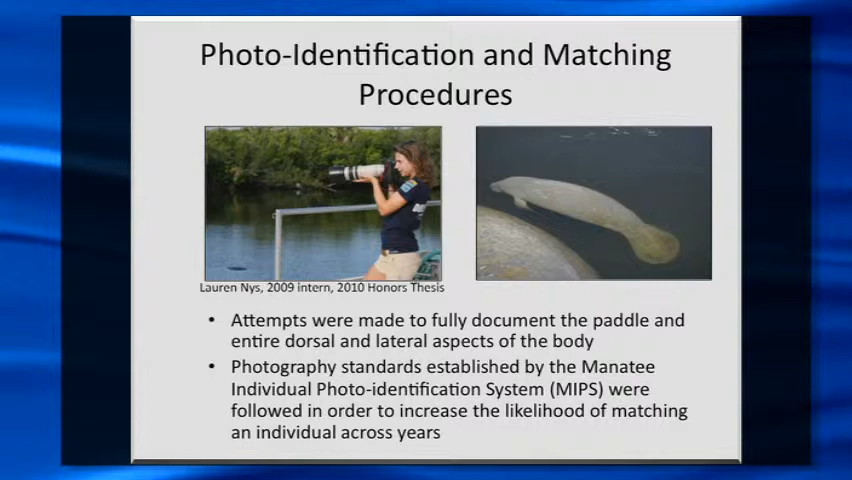 Photo-Identification and Matching
Procedures
Lauren Nys, 2009 intern, 2010 Honors Thesis
• Attempts were made to fully document the paddle and
entire dorsal and lateral aspects of the body
• Photography standards established by the Manatee
Individual Photo-identification System (MIPS) were
followed in order to increase the likelihood of matching
an individual across years